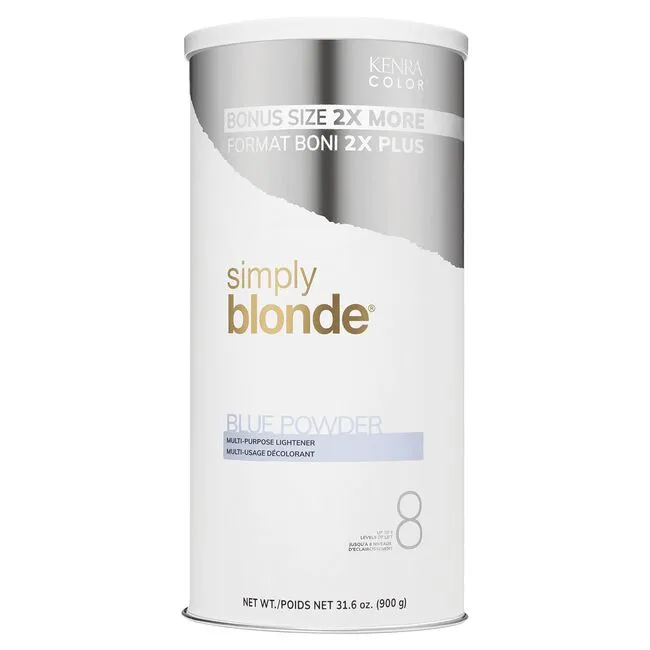 KENRA
COLOR
BONUS SIZE 2X MORE
FORMAT BONI 2X PLUS
simply
blonde®
BLUE POWDER
MULTI-PURPOSE LIGHTENER
MULTI-USAGE DÉCOLORANT
8
UP TO 8
LEVELS OF LIFT
JUSQU'À 8 NIVEAUX
D'ÉCLAIRCISSEMENT
NET WT./POIDS NET 31.6 oz. (900 g)